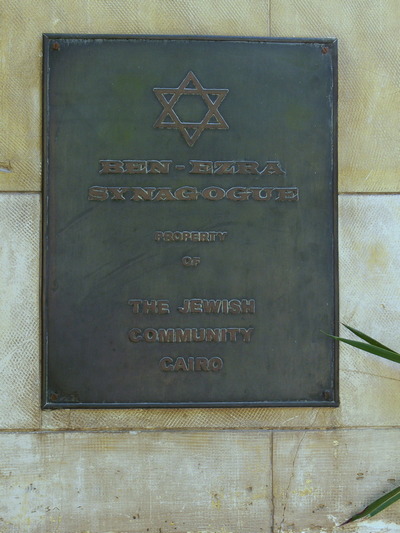 BEN-EZRA
SYNAGOGUE
PROPERTY
OF
THE JEWISH
COMMUNITY
CAIRO